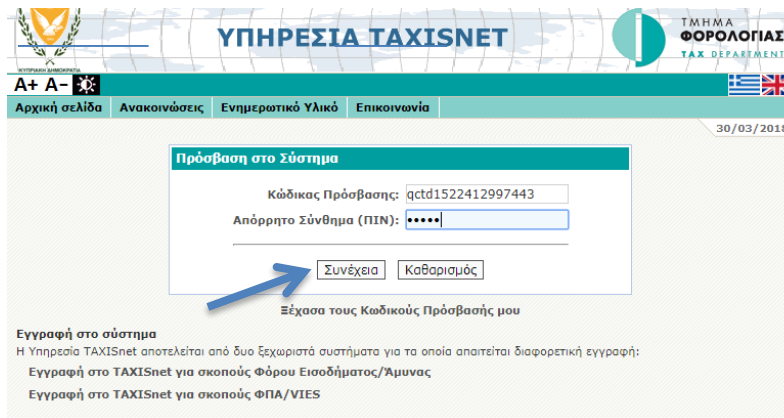 ΥΠΗΡΕΣΙΑ TAXISNET
ΤΜΗΜΑ
ΦΟΡΟΛΟΓΙΑΣ
TAX DEPARTMENT
ΚΥΠΡΙΑΚΗ ΔΗΜΟΚΡΑΤΙΑ
A+ A-
Αρχική σελίδα Ανακοινώσεις Ενημερωτικό Υλικό Επικοινωνία
30/03/2018
Πρόσβαση στο Σύστημα
Κώδικας Πρόσβασης: qctd1522412997443
Απόρρητο Σύνθημα (ΠΙΝ): •••••
Συνέχεια Καθαρισμός
Ξέχασα τους Κωδικούς Πρόσβασής μου
Εγγραφή στο σύστημα
Η Υπηρεσία TAXISnet αποτελείται από δυο ξεχωριστά συστήματα για τα οποία απαιτείται διαφορετική εγγραφή:
Εγγραφή στο TAXISnet για σκοπούς Φόρου Εισοδήματος/Άμυνας
Εγγραφή στο TAXISnet για σκοπούς ΦΠΑ/VIES